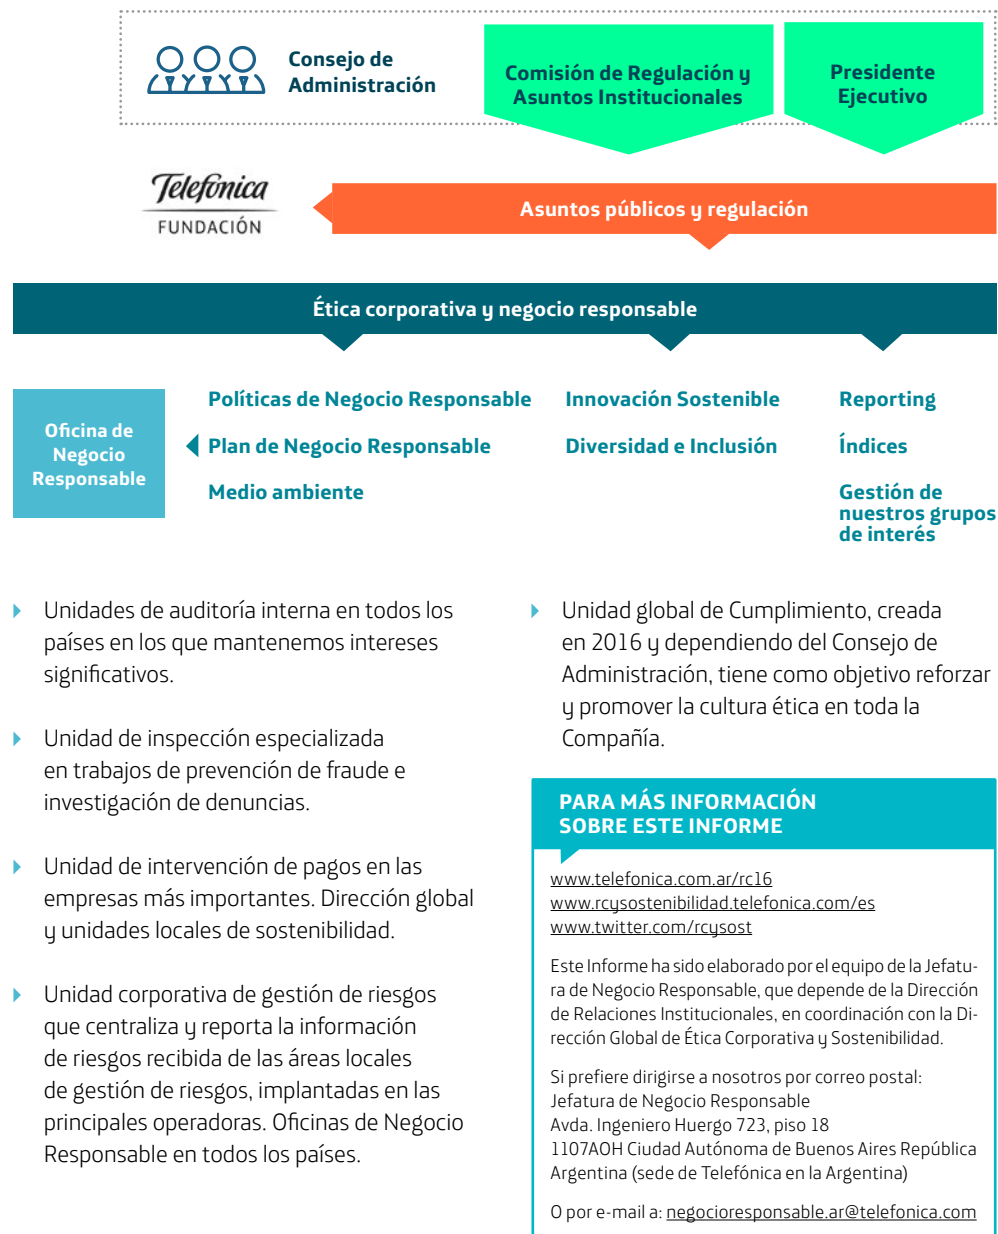 Consejo de
Administración
Comisión de Regulación y
Asuntos Institucionales
Presidente
Ejecutivo
Telefónica
FUNDACIÓN
Asuntos públicos y regulación
Ética corporativa y negocio responsable
Oficina de
Negocio
Responsable
Políticas de Negocio Responsable
Plan de Negocio Responsable
Medio ambiente
Innovación Sostenible
Diversidad e Inclusión
Reporting
Índices
Gestión de
nuestros grupos
de interés
Unidades de auditoría interna en todos los
países en los que mantenemos intereses
significativos.
Unidad de inspección especializada
en trabajos de prevención de fraude e
investigación de denuncias.
Unidad de intervención de pagos en las
empresas más importantes. Dirección global
y unidades locales de sostenibilidad.
Unidad corporativa de gestión de riesgos
que centraliza y reporta la información
de riesgos recibida de las áreas locales
de gestión de riesgos, implantadas en las
principales operadoras. Oficinas de Negocio
Responsable en todos los países.
Unidad global de Cumplimiento, creada
en 2016 y dependiendo del Consejo de
Administración, tiene como objetivo reforzar
y promover la cultura ética en toda la
Compañía.
PARA MÁS INFORMACIÓN
SOBRE ESTE INFORME
www.telefonica.com.ar/rc16
www.rcysostenibilidad.telefonica.com/es
www.twitter.com/rcysost
Este Informe ha sido elaborado por el equipo de la Jefatu-
ra de Negocio Responsable, que depende de la Dirección
de Relaciones Institucionales, en coordinación con la Di-
rección Global de Ética Corporativa y Sostenibilidad.
Si prefiere dirigirse a nosotros por correo postal:
Jefatura de Negocio Responsable
Avda. Ingeniero Huergo 723, piso 18
1107AOH Ciudad Autónoma de Buenos Aires República
Argentina (sede de Telefónica en la Argentina)
O por e-mail a: negocioresponsable.ar@telefonica.com